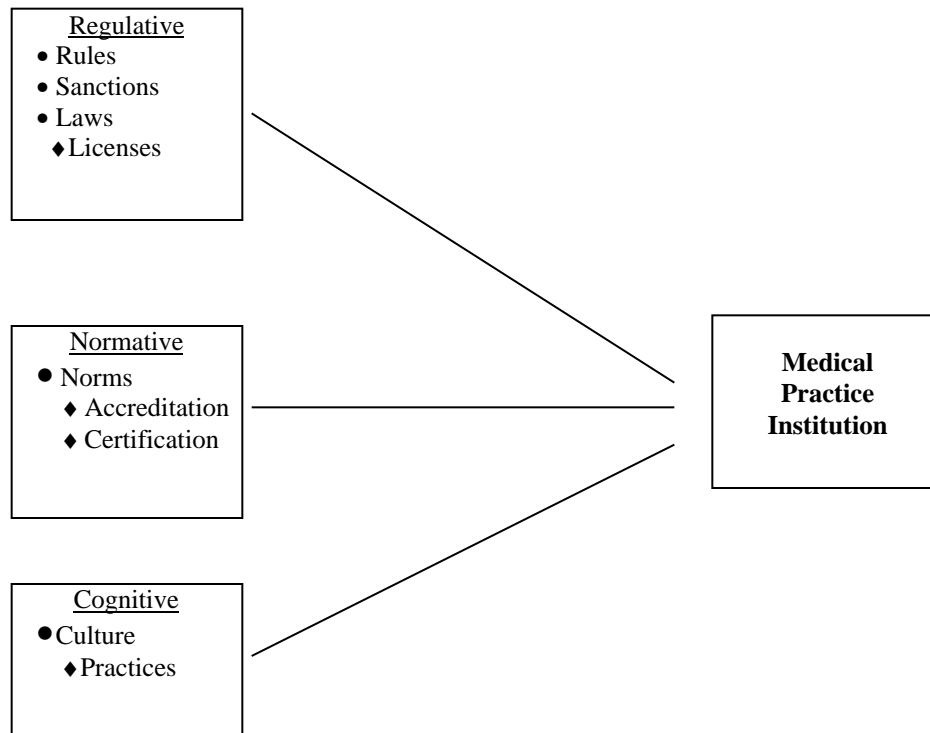 Regulative
• Rules
• Sanctions
• Laws
♦ Licenses
Normative
• Norms
♦ Accreditation
♦ Certification
Medical
Practice
Institution
Cognitive
• Culture
♦ Practices